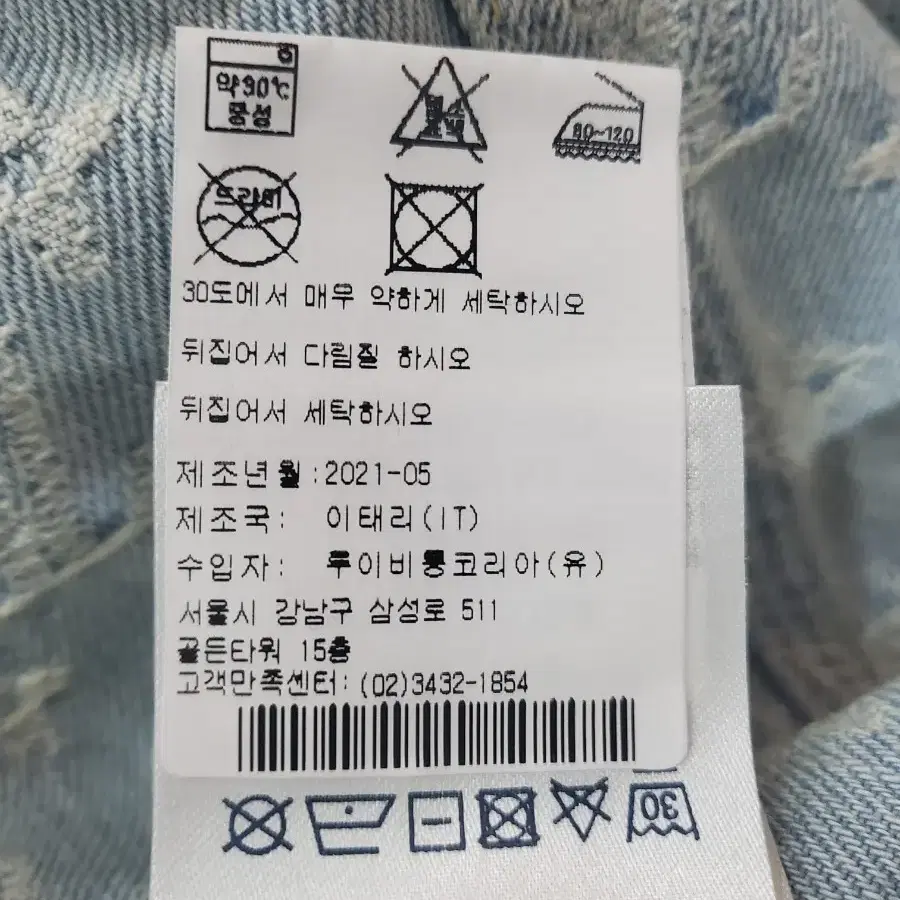 약30℃
중성
염소
표백
80~120
드라이
30도에서 매우 약하게 세탁하시오
뒤집어서 다림질 하시오
뒤집어서 세탁하시오
제조년월:2021-05
제조국: 이태리(IT)
수입자: 루이비통코리아(유)
서울시 강남구 삼성로 511
골든타워 15층
고객만족센터:(02)3432-1854
30